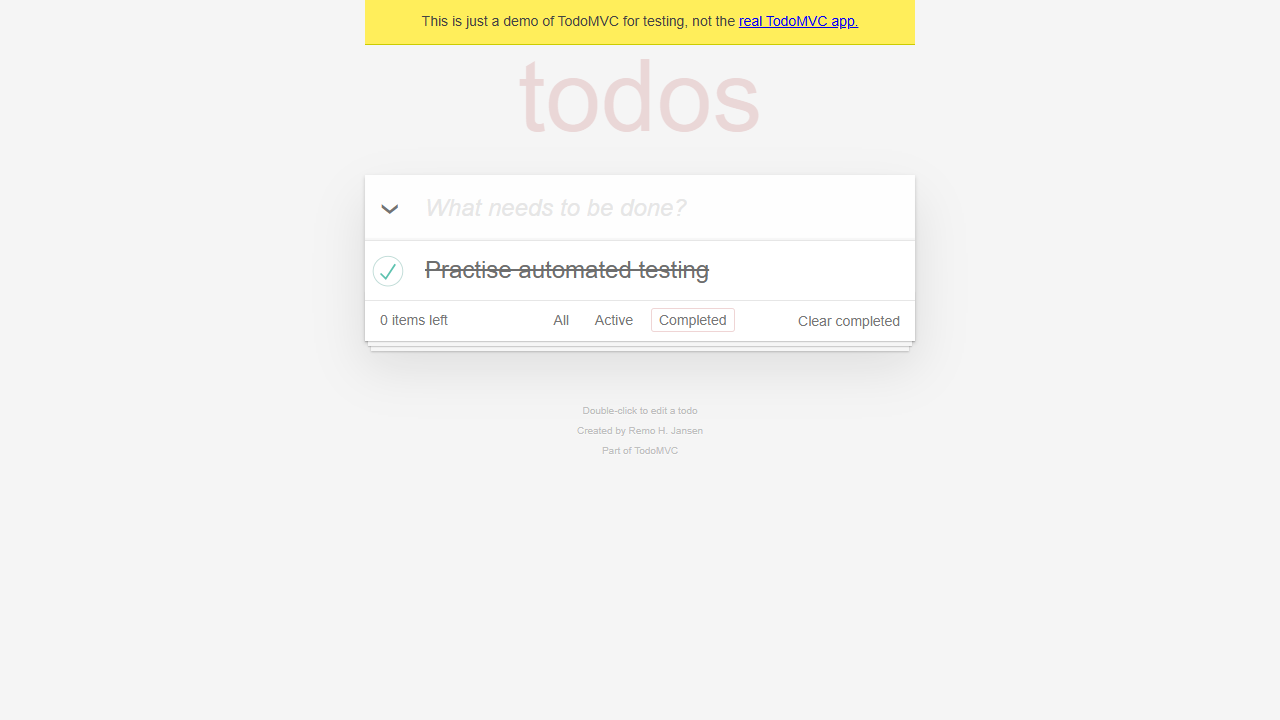 This is just a demo of TodoMVC for testing, not the real TodoMVC app.
todos
What needs to be done?
Practise automated testing
0 items left All Active Completed Clear completed
Double-click to edit a todo
Created by Remo H. Jansen
Part of TodoMVC